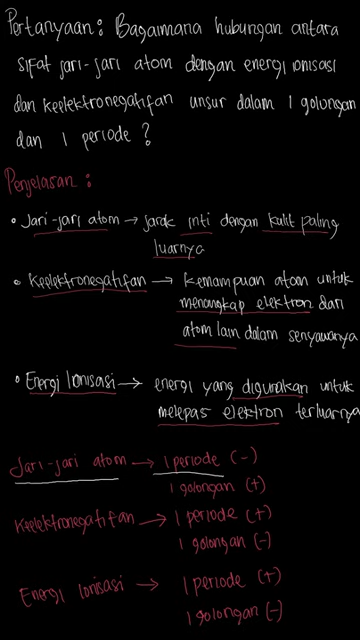 Pertanyaan : Bagaimana hubungan antara
sifat jari-jari atom dengan energi ionisasi
dan keelektronegatifan unsur dalam 1 golongan
dan 1 periode ?
Penjelasan :
• Jari-jari atom → jarak inti dengan kulit paling
luarnya
• Keelektronegatifan → kemampuan atom untuk
menangkap elektron dari
atom lain dalam senyawanya
• Energi Ionisasi → energi yang digunakan untuk
melepas elektron terluarnya
Jari-jari atom → 1 periode (-)
1 golongan (+)
Keelektronegatifan → 1 periode (+)
1 golongan (-)
Energi Ionisasi → 1 periode (+)
1 golongan (-)